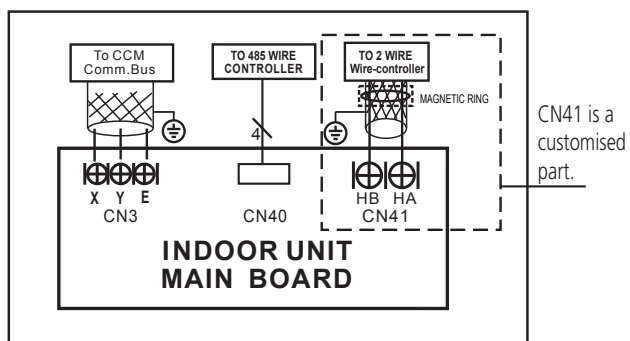 To CCM
Comm.Bus
TO 485 WIRE
CONTROLLER
TO 2 WIRE
Wire-controller
MAGNETIC RING
4
X Y E
CN3
CN40
HB HA
CN41
INDOOR UNIT
MAIN BOARD
CN41 is a
customised
part.